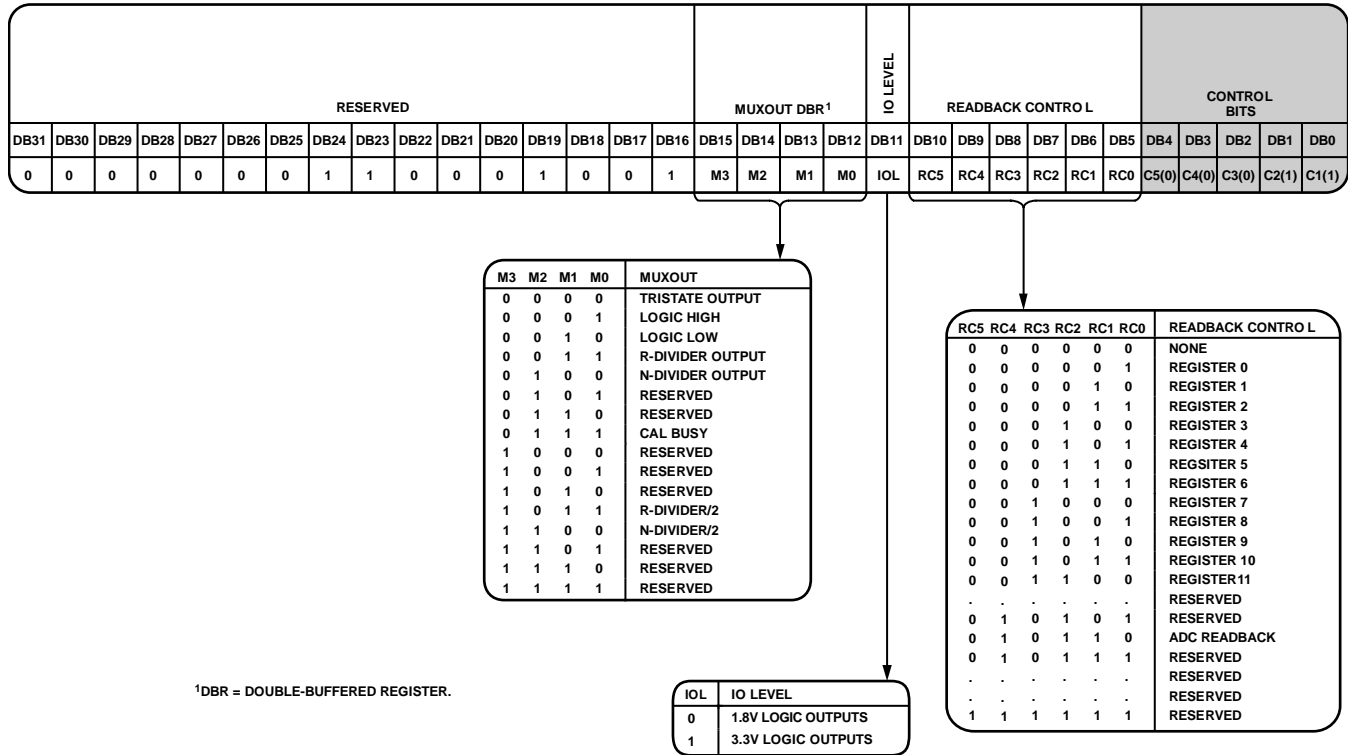 RESERVED
MUXOUT DBR1
IO LEVEL
READBACK CONTRO L
CONTROL
BITS
DB31 DB30 DB29 DB28 DB27 DB26 DB25 DB24 DB23 DB22 DB21 DB20 DB19 DB18 DB17 DB16 DB15 DB14 DB13 DB12 DB11 DB10 DB9 DB8 DB7 DB6 DB5 DB4 DB3 DB2 DB1 DB0
0 0 0 0 0 0 0 1 1 0 0 0 1 0 0 1 M3 M2 M1 M0 IOL RC5 RC4 RC3 RC2 RC1 RC0 C5(0) C4(0) C3(0) C2(1) C1(1)
M3 M2 M1 M0 MUXOUT
0 0 0 0 TRISTATE OUTPUT
0 0 0 1 LOGIC HIGH
0 0 1 0 LOGIC LOW
0 0 1 1 R-DIVIDER OUTPUT
0 1 0 0 N-DIVIDER OUTPUT
0 1 0 1 RESERVED
0 1 1 0 RESERVED
0 1 1 1 CAL BUSY
1 0 0 0 RESERVED
1 0 0 1 RESERVED
1 0 1 0 RESERVED
1 0 1 1 R-DIVIDER/2
1 1 0 0 N-DIVIDER/2
1 1 0 1 RESERVED
1 1 1 0 RESERVED
1 1 1 1 RESERVED
RC5 RC4 RC3 RC2 RC1 RC0 READBACK CONTRO L
0 0 0 0 0 0 NONE
0 0 0 0 0 1 REGISTER 0
0 0 0 0 1 0 REGISTER 1
0 0 0 0 1 1 REGISTER 2
0 0 0 1 0 0 REGISTER 3
0 0 0 1 0 1 REGISTER 4
0 0 0 1 1 0 REGSITER 5
0 0 0 1 1 1 REGISTER 6
0 0 1 0 0 0 REGISTER 7
0 0 1 0 0 1 REGISTER 8
0 0 1 0 1 0 REGISTER 9
0 0 1 0 1 1 REGISTER 10
0 0 1 1 0 0 REGISTER11
. . . . . . RESERVED
0 1 0 1 0 1 RESERVED
0 1 0 1 1 0 ADC READBACK
0 1 0 1 1 1 RESERVED
. . . . . . RESERVED
. . . . . . RESERVED
1 1 1 1 1 1 RESERVED
1DBR = DOUBLE-BUFFERED REGISTER.
IOL IO LEVEL
0 1.8V LOGIC OUTPUTS
1 3.3V LOGIC OUTPUTS